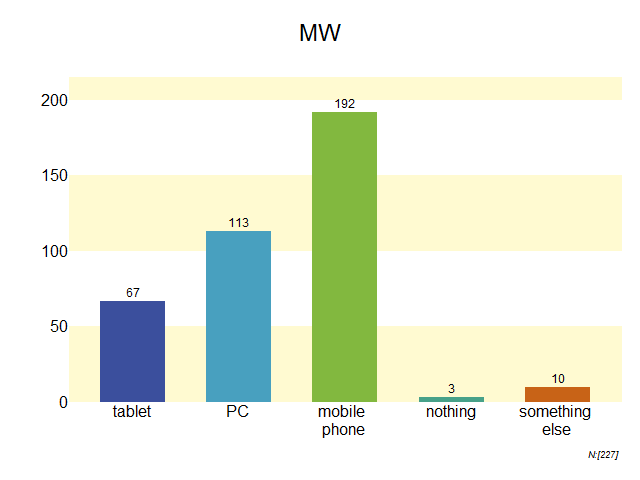 MW
200
150
100
50
0
67
113
192
3
10
tablet
PC
mobile
phone
nothing
something
else
N:[227]